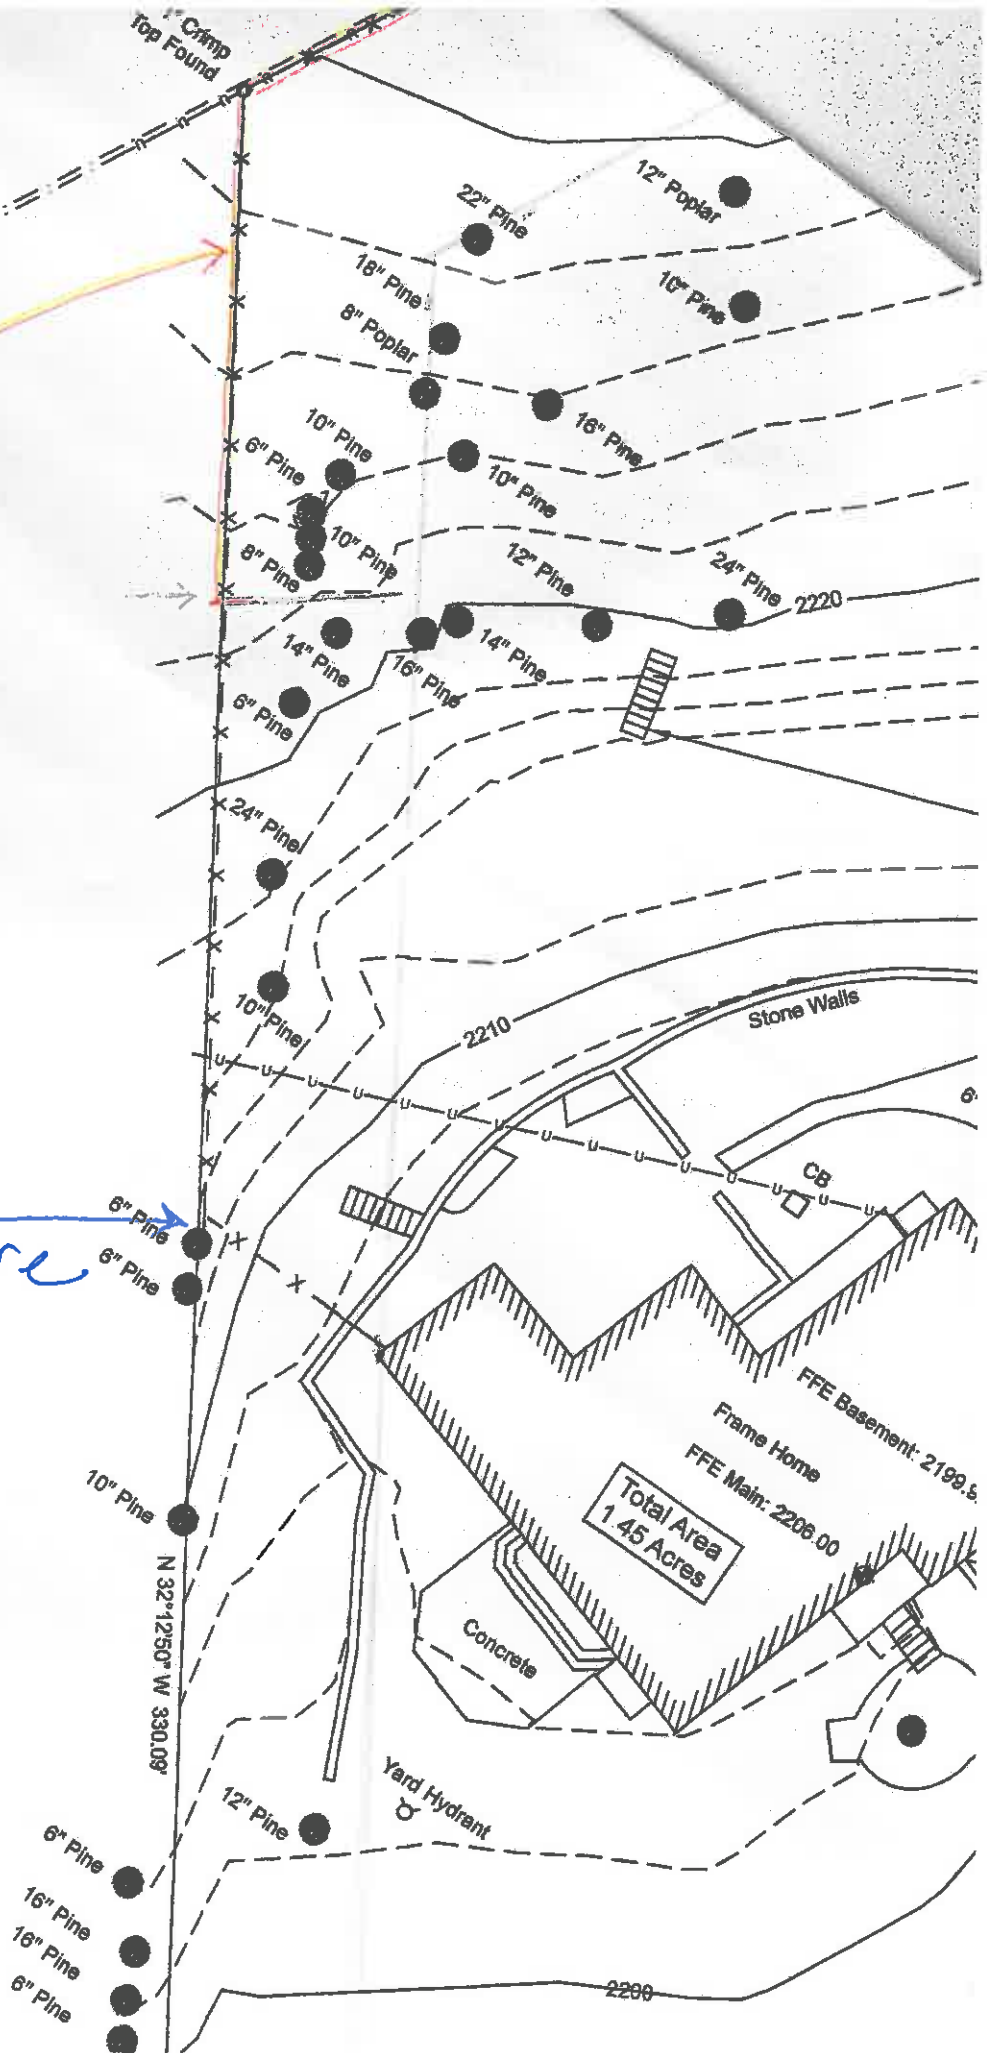 1" Crimp
Top Found
12" Poplar
22" Pine
18" Pine
10" Pine
8" Poplar
16" Pine
10" Pine
6" Pine
10" Pine
10" Pine
8" Pine
12" Pine
24" Pine
2220
14" Pine
16" Pine
14" Pine
6" Pine
24" Pine
10" Pine
2210
Stone Walls
CB
6" Pine
6" Pine
FFE Basement: 2199.9
Frame Home
FFE Main: 2206.00
Total Area
1.45 Acres
10" Pine
N 32°12'50" W 330.09'
Concrete
Yard Hydrant
12" Pine
6" Pine
16" Pine
16" Pine
6" Pine
2200